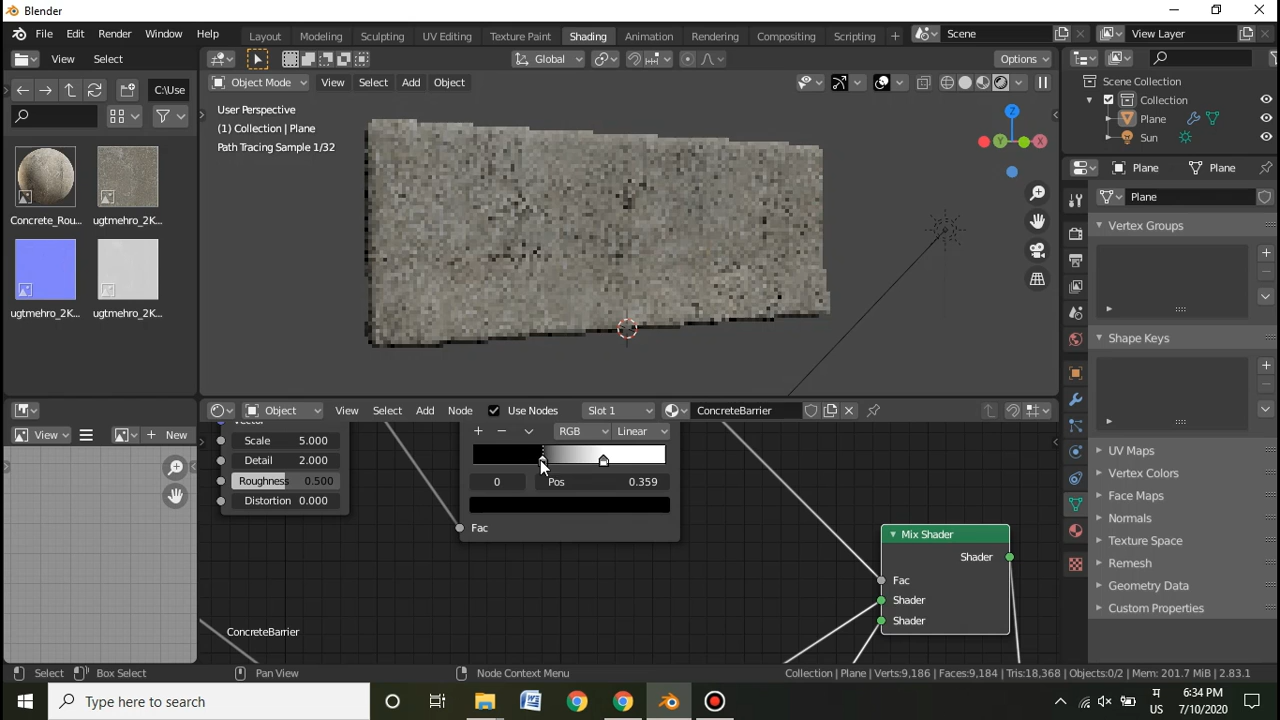 Blender
File Edit Render Window Help Layout Modeling Sculpting UV Editing Texture Paint Shading Animation Rendering Compositing Scripting + Scene View Layer
View Select Global Options
C:\Use Object Mode View Select Add Object Scene Collection
User Perspective Collection
(1) Collection | Plane Plane
Path Tracing Sample 1/32 Sun
Z Y X
Plane Plane
Plane
Concrete_Rou... ugtmehro_2K... Vertex Groups
ugtmehro_2K... ugtmehro_2K... Shape Keys
Object View Select Add Node Use Nodes Slot 1 ConcreteBarrier
View New
Vector
Scale 5.000
Detail 2.000
Roughness 0.500
Distortion 0.000
+ − RGB Linear
0 Pos 0.359
Fac
Mix Shader
Shader
Fac
Shader
Shader
ConcreteBarrier
UV Maps
Vertex Colors
Face Maps
Normals
Texture Space
Remesh
Geometry Data
Custom Properties
Select Box Select Pan View Node Context Menu Collection | Plane | Verts:9,186 | Faces:9,184 | Tris:18,368 | Objects:0/2 | Mem: 201.7 MiB | 2.83.1
Type here to search य 6:34 PM
US 7/10/2020